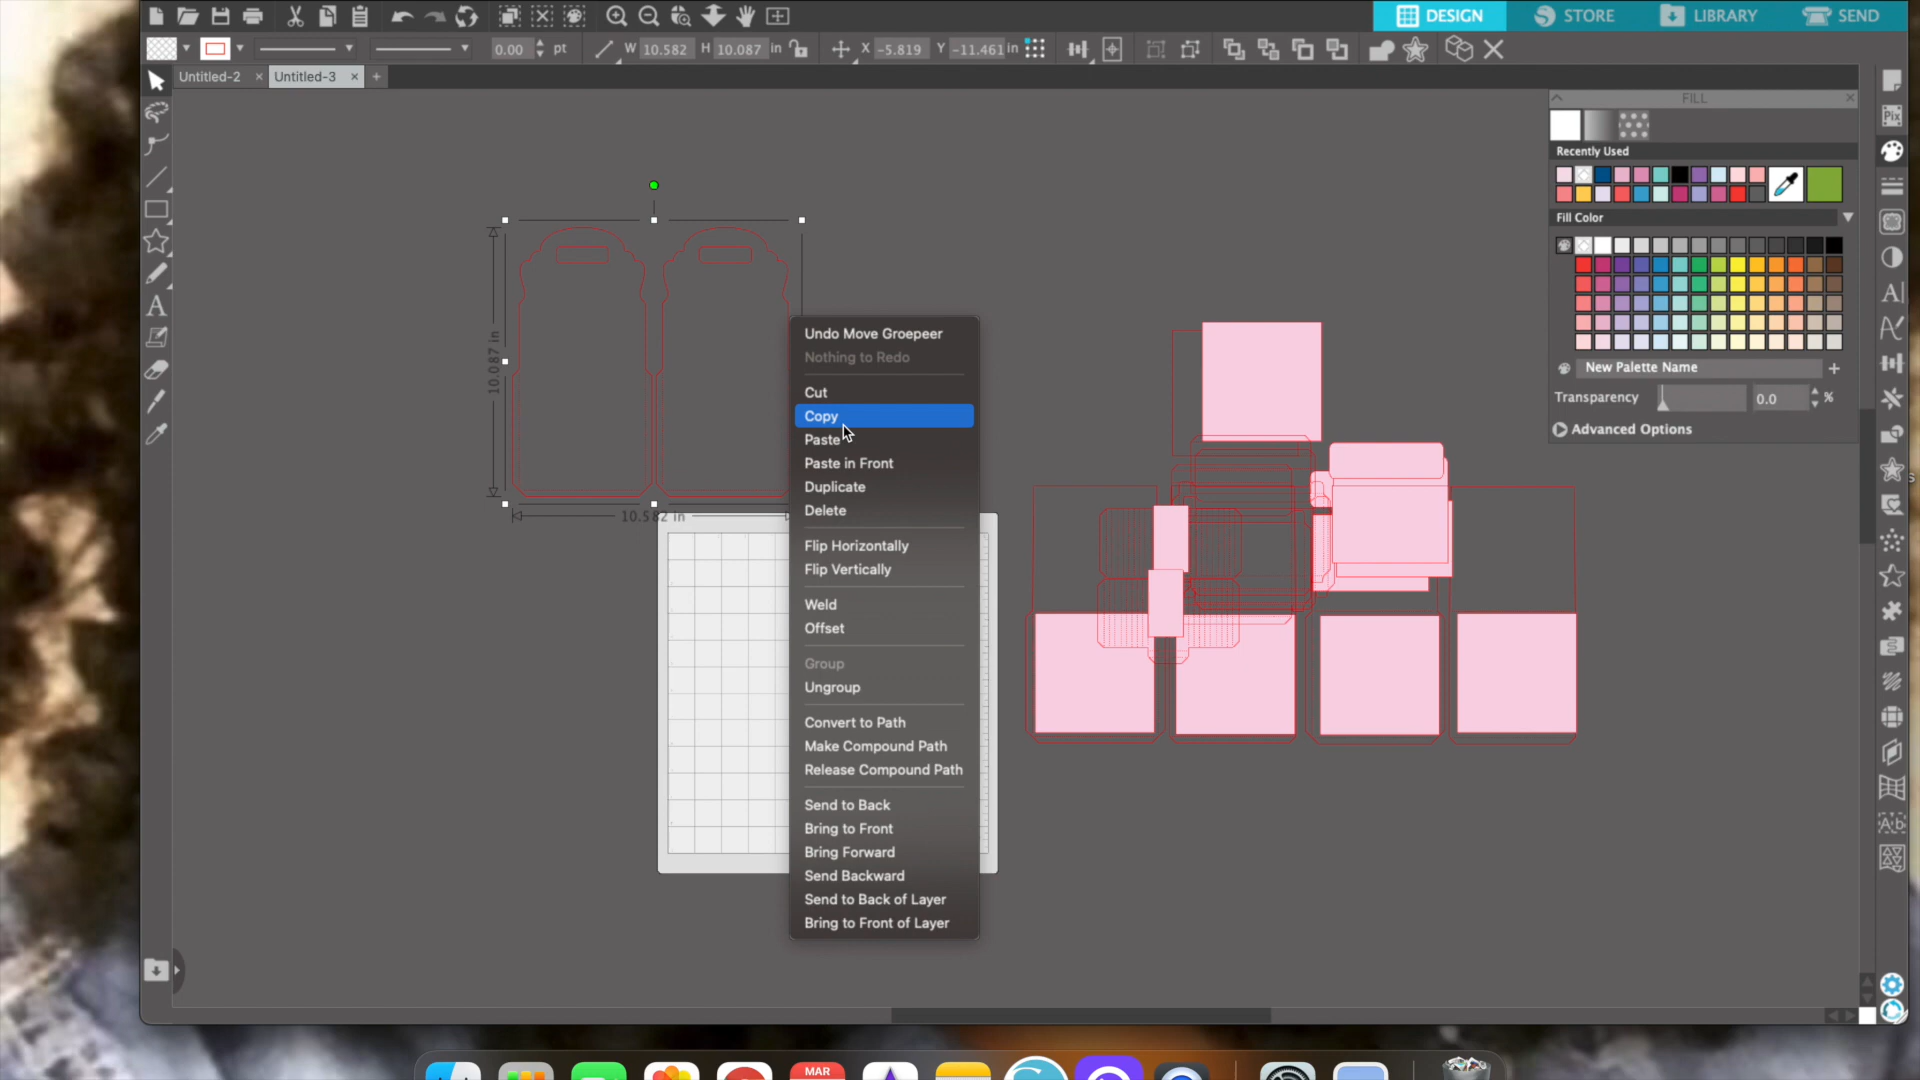 DESIGN
STORE
LIBRARY
SEND
0.00 pt
W 10.582 H 10.087 in
X -5.819 Y -11.461 in
Untitled-2
Untitled-3
FILL
Pix
Recently Used
Fill Color
New Palette Name
Transparency
0.0 %
Advanced Options
10.087 in
10.582 in
Undo Move Groepeer
Nothing to Redo
Cut
Copy
Paste
Paste in Front
Duplicate
Delete
Flip Horizontally
Flip Vertically
Weld
Offset
Group
Ungroup
Convert to Path
Make Compound Path
Release Compound Path
Send to Back
Bring to Front
Bring Forward
Send Backward
Send to Back of Layer
Bring to Front of Layer
MAR